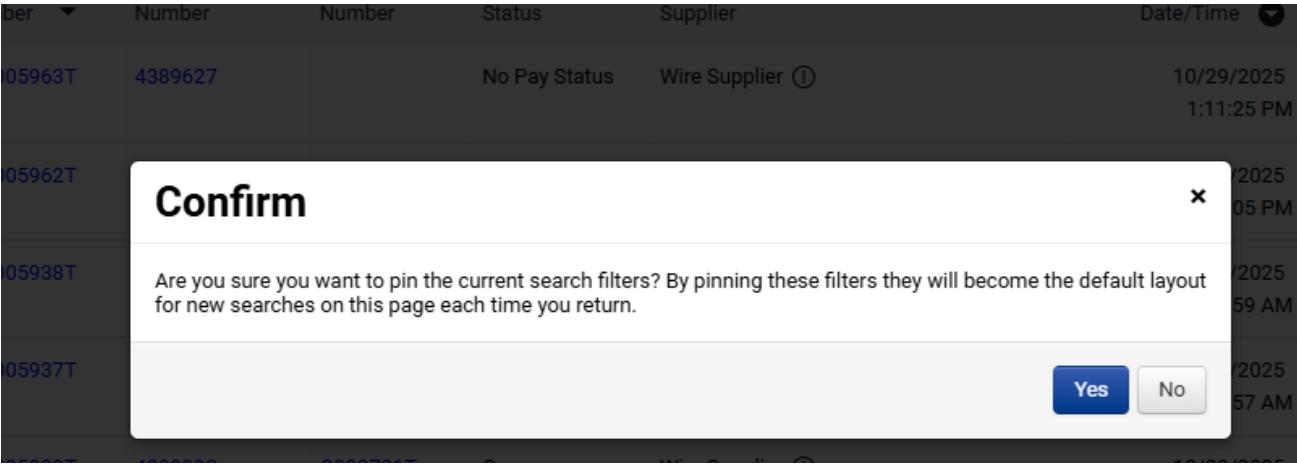 ber Number Number Status Supplier Date/Time
05963T 4389627 No Pay Status Wire Supplier 10/29/2025
1:11:25 PM
05962T /2025
Confirm ×
05 PM
05938T /2025
Are you sure you want to pin the current search filters? By pinning these filters they will become the default layout
for new searches on this page each time you return.
59 AM
05937T /2025
Yes No
57 AM